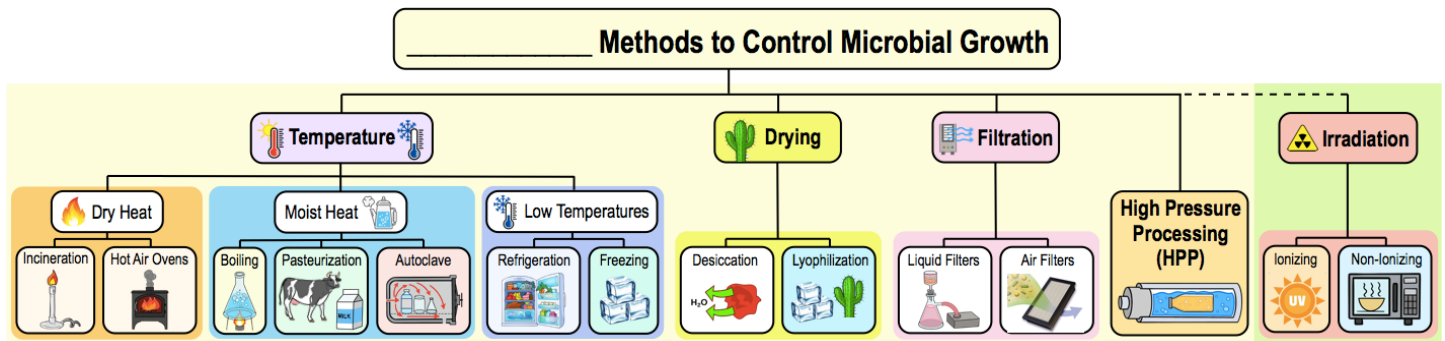 _______________ Methods to Control Microbial Growth
Temperature
Drying
Filtration
Irradiation
Dry Heat
Moist Heat
Low Temperatures
High Pressure
Processing
(HPP)
Incineration
Hot Air Ovens
Boiling
Pasteurization
MILK
Autoclave
Refrigeration
Freezing
Desiccation
H₂O
Lyophilization
Liquid Filters
Air Filters
Ionizing
UV
Non-Ionizing